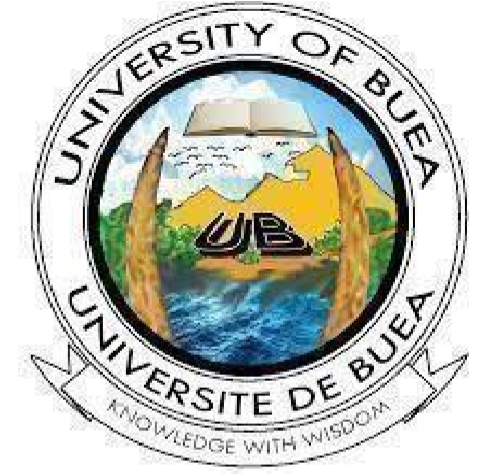 UNIVERSITY OF BUEA
UB
UNIVERSITE DE BUEA
KNOWLEDGE WITH WISDOM